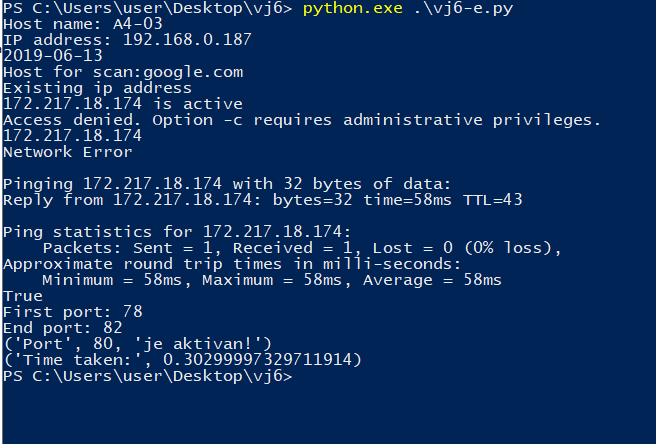 PS C:\Users\user\Desktop\vj6> python.exe .\vj6-e.py
Host name: A4-03
IP address: 192.168.0.187
2019-06-13
Host for scan:google.com
Existing ip address
172.217.18.174 is active
Access denied. Option -c requires administrative privileges.
172.217.18.174
Network Error
Pinging 172.217.18.174 with 32 bytes of data:
Reply from 172.217.18.174: bytes=32 time=58ms TTL=43
Ping statistics for 172.217.18.174:
Packets: Sent = 1, Received = 1, Lost = 0 (0% loss),
Approximate round trip times in milli-seconds:
Minimum = 58ms, Maximum = 58ms, Average = 58ms
True
First port: 78
End port: 82
('Port', 80, 'je aktivan!')
('Time taken:', 0.30299997329711914)
PS C:\Users\user\Desktop\vj6>